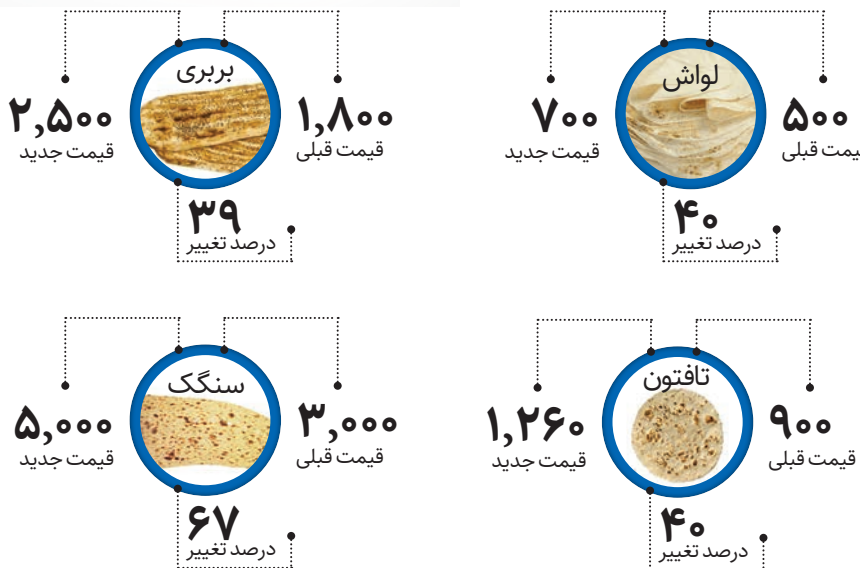 لواش
۵۰۰
قیمت قبلی
۷۰۰
قیمت جدید
۴۰
درصد تغییر
بربری
۱,۸۰۰
قیمت قبلی
۲,۵۰۰
قیمت جدید
۳۹
درصد تغییر
تافتون
۹۰۰
قیمت قبلی
۱,۲۶۰
قیمت جدید
۴۰
درصد تغییر
سنگک
۳,۰۰۰
قیمت قبلی
۵,۰۰۰
قیمت جدید
۶۷
درصد تغییر